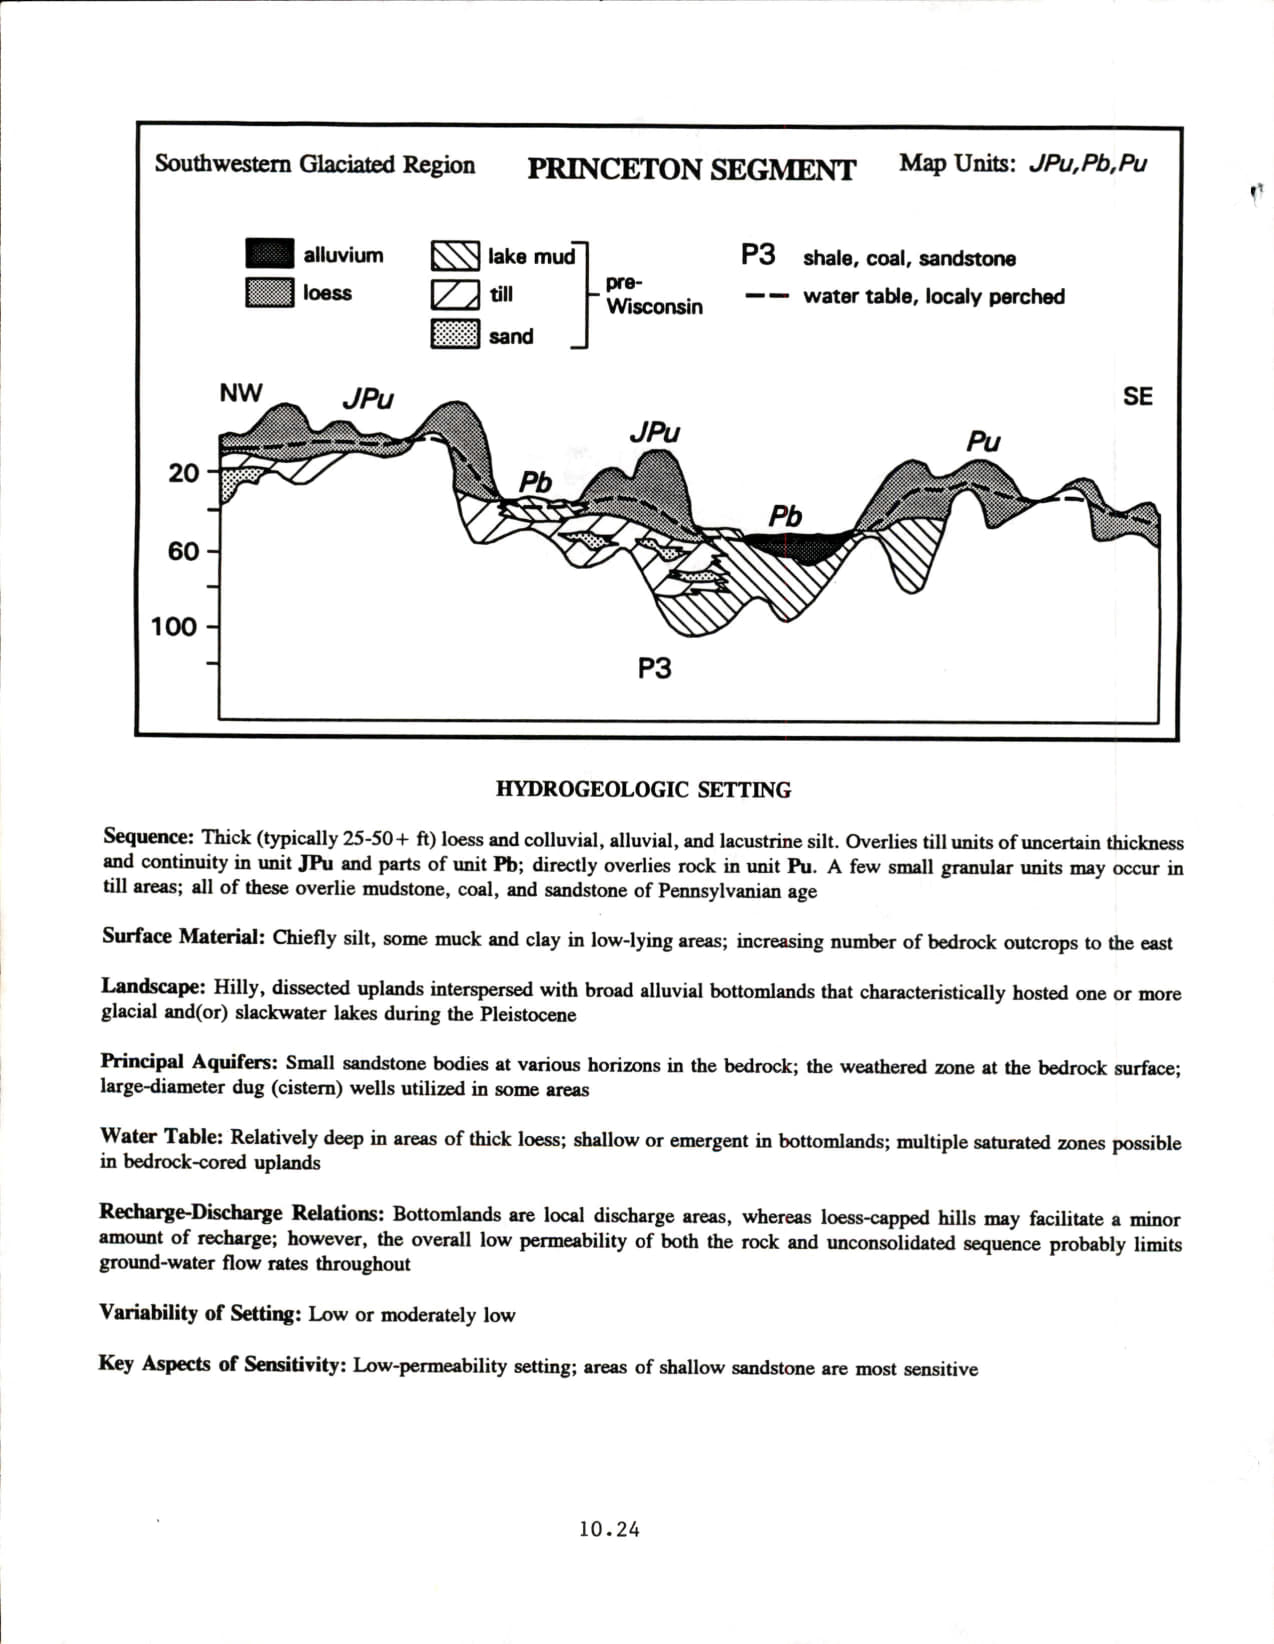 Southwestern Glaciated Region PRINCETON SEGMENT Map Units: JPu,Pb,Pu
alluvium lake mud P3 shale, coal, sandstone
loess till pre-Wisconsin water table, localy perched
sand
NW JPu SE
JPu Pu
20 Pb
Pb
60
100
P3
HYDROGEOLOGIC SETTING
Sequence: Thick (typically 25-50+ ft) loess and colluvial, alluvial, and lacustrine silt. Overlies till units of uncertain thickness
and continuity in unit JPu and parts of unit Pb; directly overlies rock in unit Pu. A few small granular units may occur in
till areas; all of these overlie mudstone, coal, and sandstone of Pennsylvanian age
Surface Material: Chiefly silt, some muck and clay in low-lying areas; increasing number of bedrock outcrops to the east
Landscape: Hilly, dissected uplands interspersed with broad alluvial bottomlands that characteristically hosted one or more
glacial and(or) slackwater lakes during the Pleistocene
Principal Aquifers: Small sandstone bodies at various horizons in the bedrock; the weathered zone at the bedrock surface;
large-diameter dug (cistern) wells utilized in some areas
Water Table: Relatively deep in areas of thick loess; shallow or emergent in bottomlands; multiple saturated zones possible
in bedrock-cored uplands
Recharge-Discharge Relations: Bottomlands are local discharge areas, whereas loess-capped hills may facilitate a minor
amount of recharge; however, the overall low permeability of both the rock and unconsolidated sequence probably limits
ground-water flow rates throughout
Variability of Setting: Low or moderately low
Key Aspects of Sensitivity: Low-permeability setting; areas of shallow sandstone are most sensitive
10.24